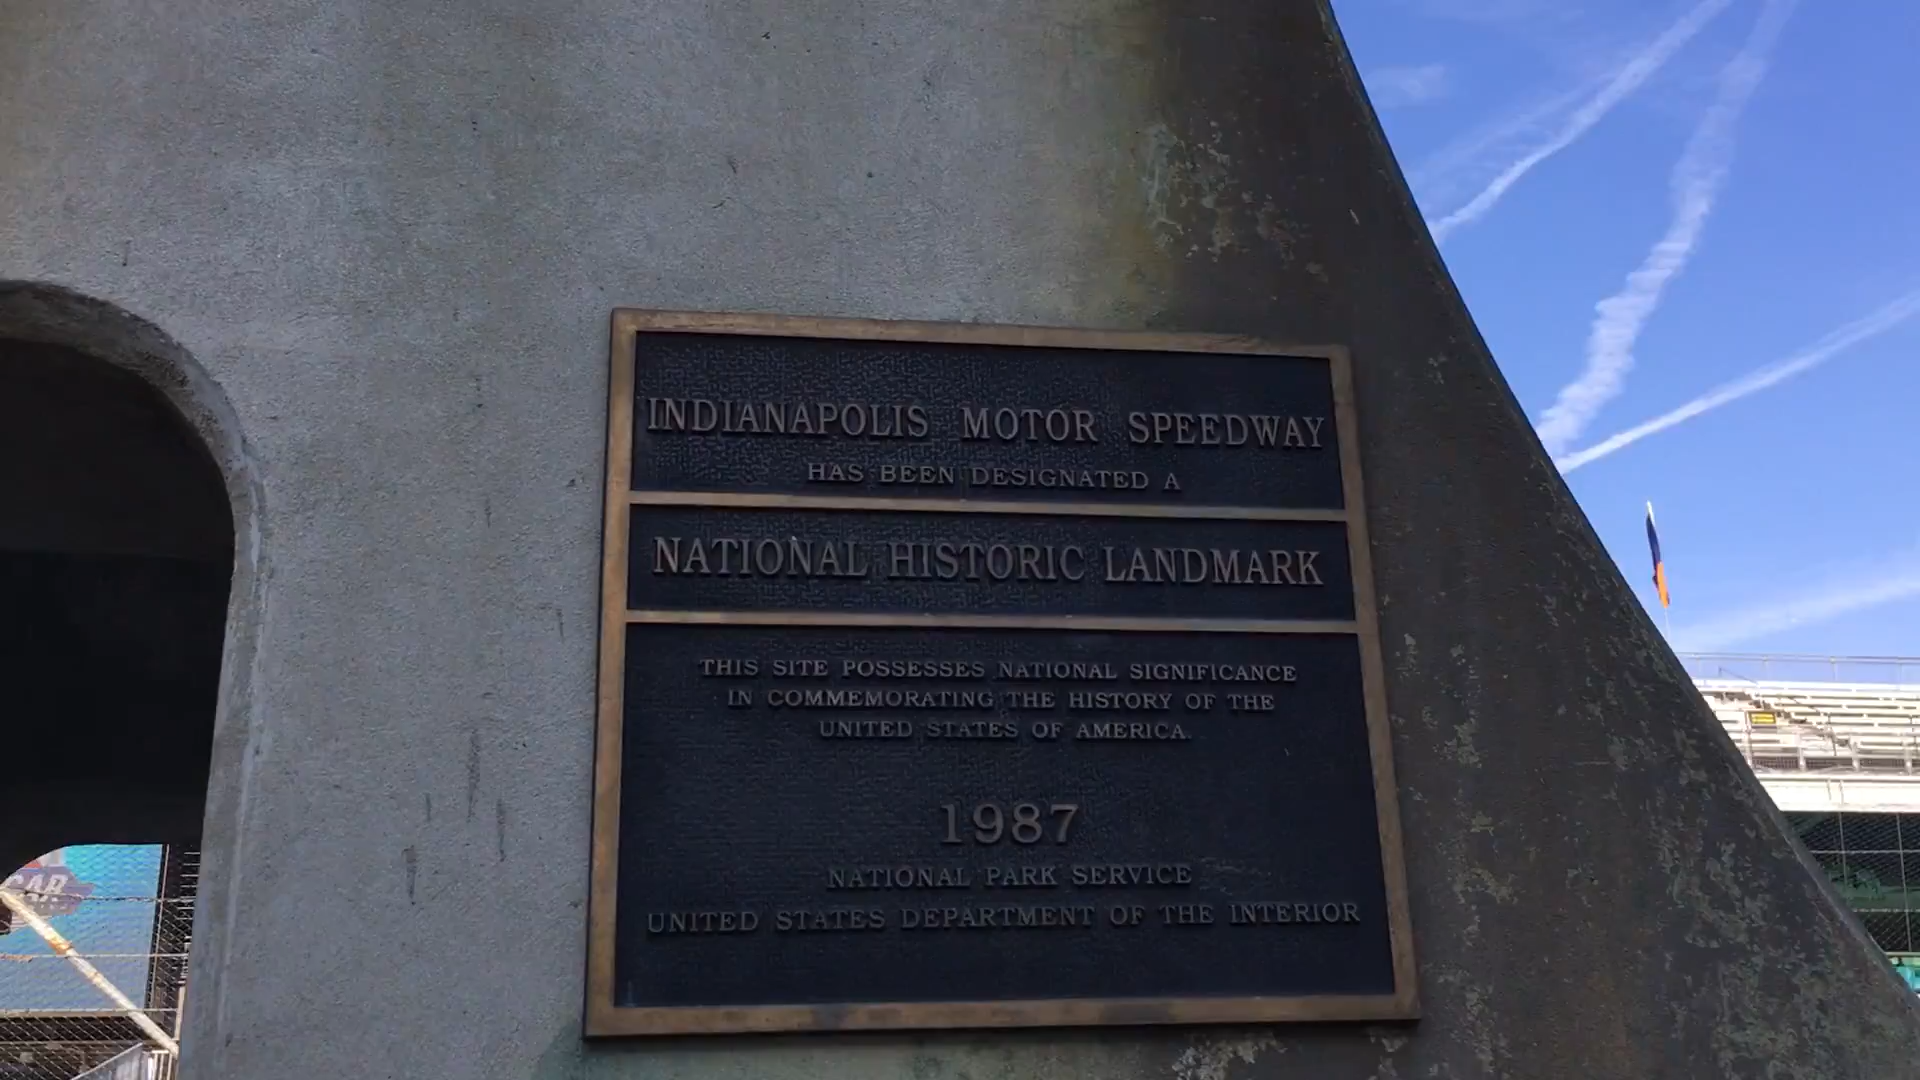 INDIANAPOLIS MOTOR SPEEDWAY
HAS BEEN DESIGNATED A
NATIONAL HISTORIC LANDMARK
THIS SITE POSSESSES NATIONAL SIGNIFICANCE
IN COMMEMORATING THE HISTORY OF THE
UNITED STATES OF AMERICA.
1987
NATIONAL PARK SERVICE
UNITED STATES DEPARTMENT OF THE INTERIOR